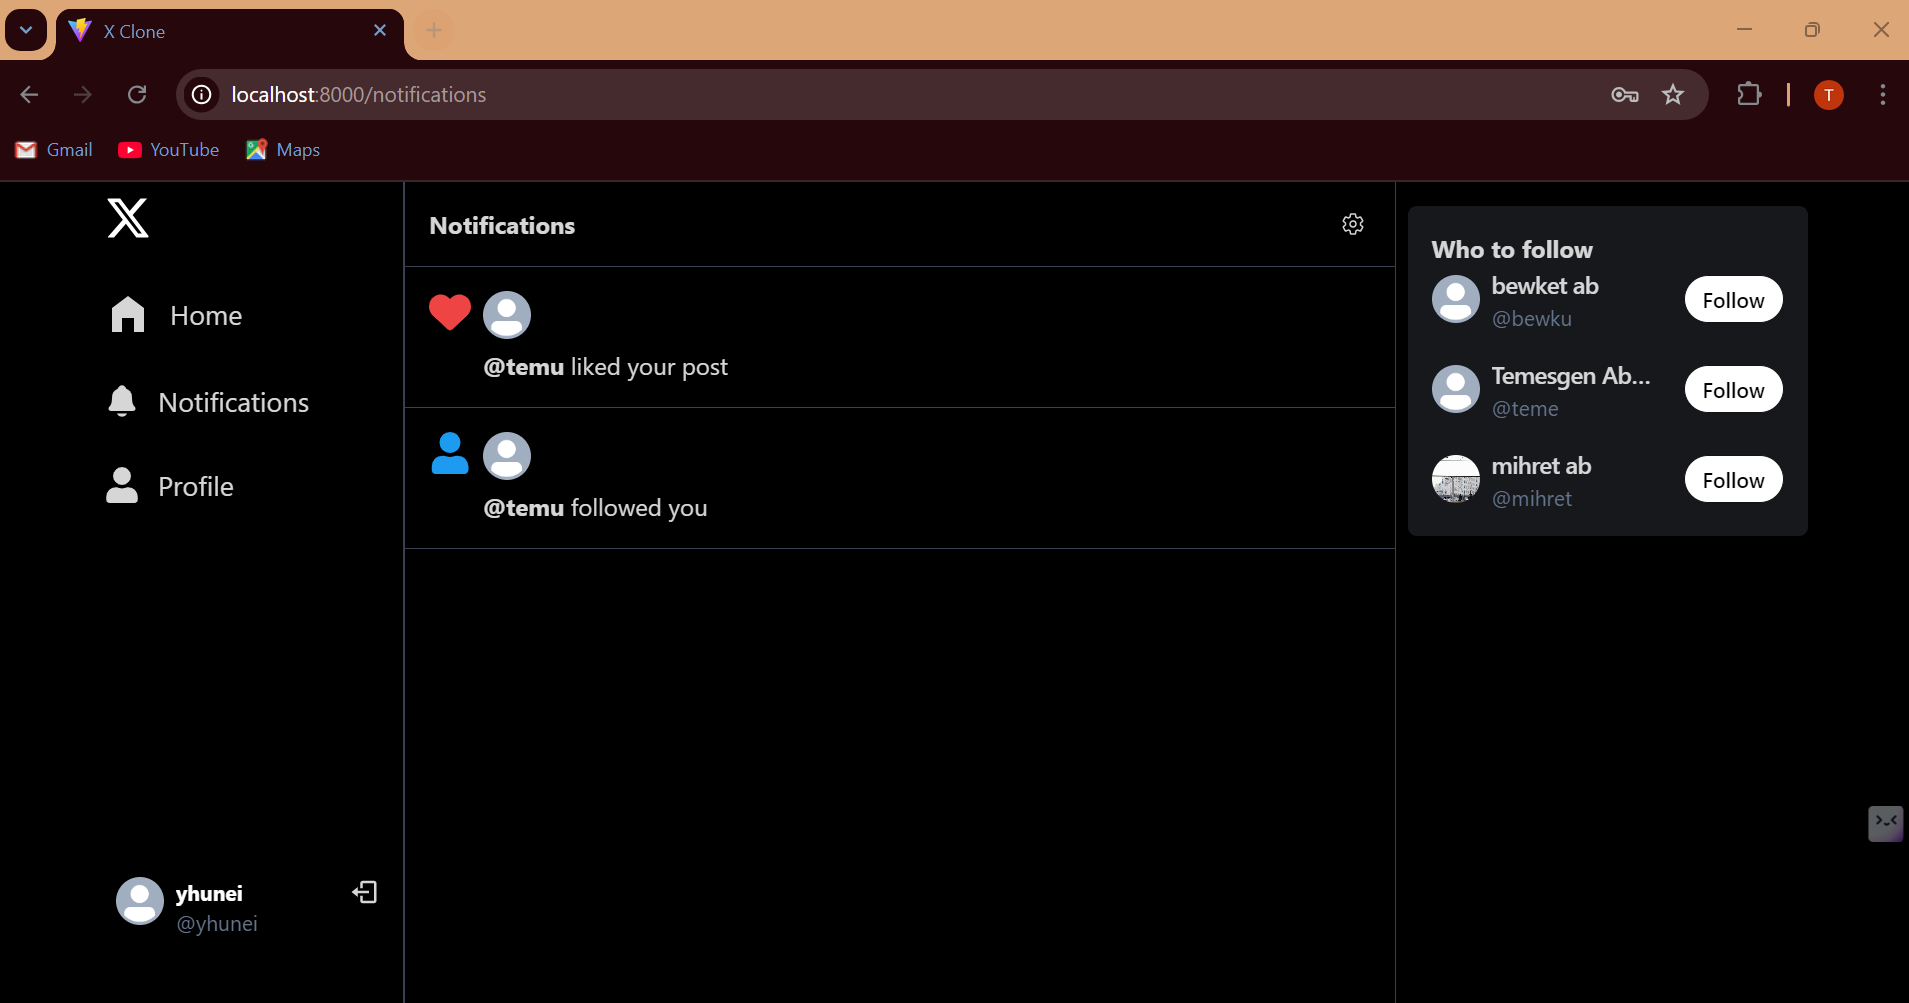 X Clone
localhost:8000/notifications
T
Gmail
YouTube
Maps
Home
Notifications
Profile
yhunei
@yhunei
Notifications
@temu liked your post
@temu followed you
Who to follow
bewket ab
@bewku
Follow
Temesgen Ab...
@teme
Follow
mihret ab
@mihret
Follow